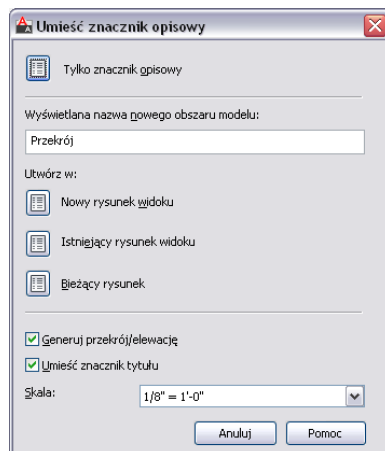 Umieść znacznik opisowy
Tylko znacznik opisowy
Wyświetlana nazwa nowego obszaru modelu:
Przekrój
Utwórz w:
Nowy rysunek widoku
Istniejący rysunek widoku
Bieżący rysunek
Generuj przekrój/elewację
Umieść znacznik tytułu
Skala: 1/8" = 1'-0"
Anuluj Pomoc